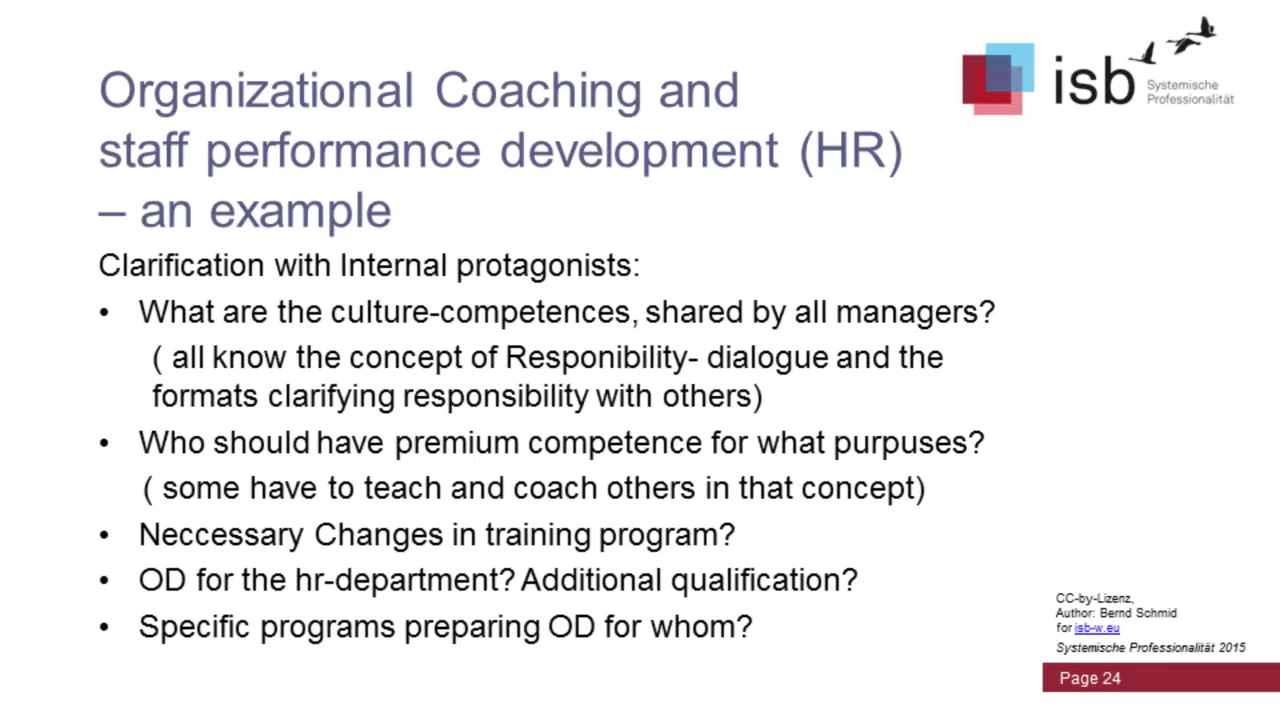 Organizational Coaching and
staff performance development (HR)
– an example
isb
Systemische
Professionalität
Clarification with Internal protagonists:
• What are the culture-competences, shared by all managers?
( all know the concept of Responibility- dialogue and the
formats clarifying responsibility with others)
• Who should have premium competence for what purpuses?
( some have to teach and coach others in that concept)
• Neccessary Changes in training program?
• OD for the hr-department? Additional qualification?
• Specific programs preparing OD for whom?
CC-by-Lizenz,
Author: Bernd Schmid
for isb-w.eu
Systemische Professionalität 2015
Page 24